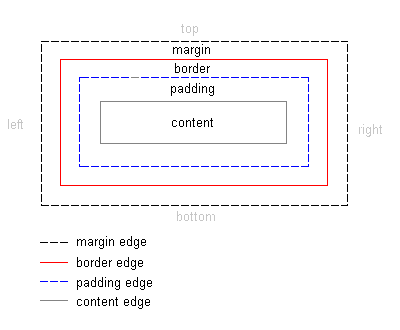 top
margin
border
padding
content
left
right
bottom
margin edge
border edge
padding edge
content edge